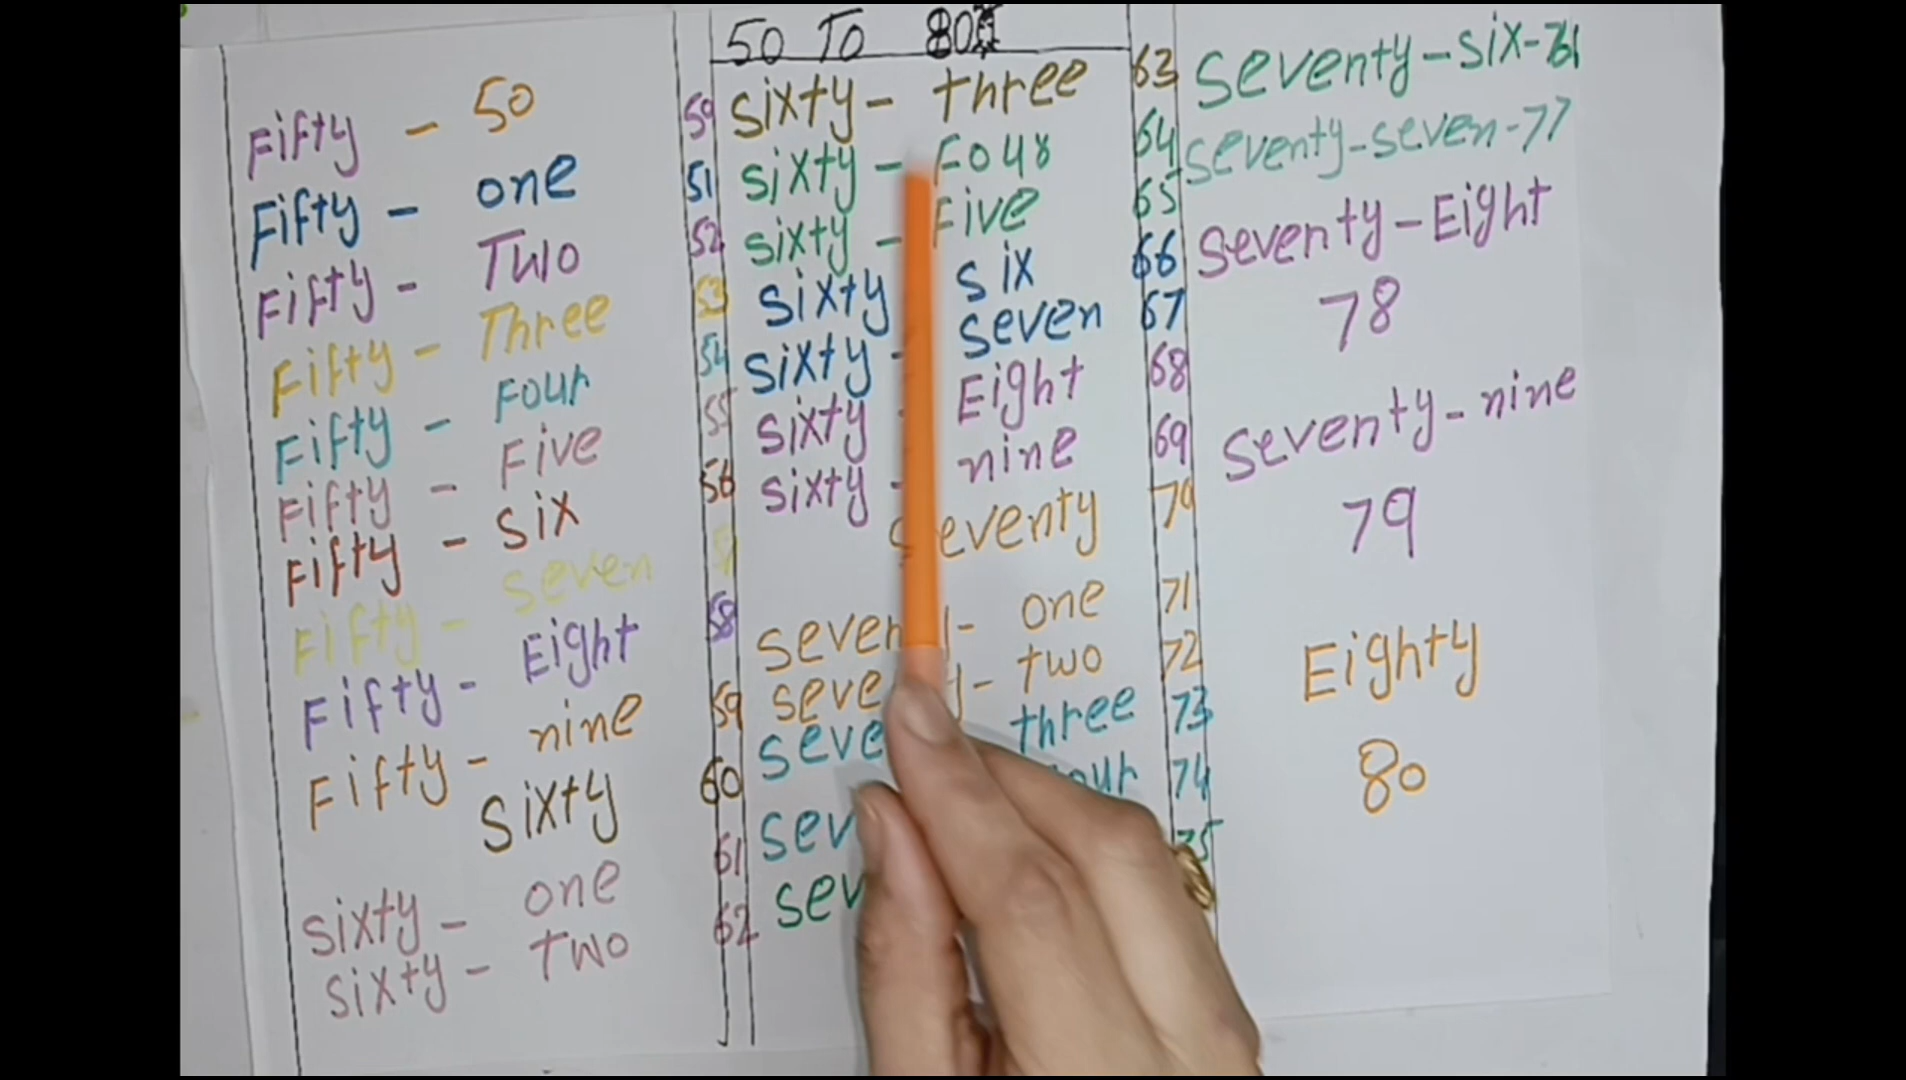 50 TO 80
Fifty - 50 50
Fifty - one 51
Fifty - Two 52
Fifty - Three 53
Fifty - Four 54
Fifty - Five 55
Fifty - six 56
Fifty - seven
Fifty - Eight 58
Fifty - nine 59
Sixty 60
Sixty - one 61
Sixty - Two 62
Sixty - three 63
Sixty - Four 64
Sixty - Five 65
Sixty six 66
Sixty - seven 67
Sixty - Eight 68
Sixty - nine 69
Seventy 70
one 71
two 72
three 73
74
75
Seventy - six - 76
Seventy - seven - 77
Seventy - Eight
78
Seventy - nine
79
Eighty
80